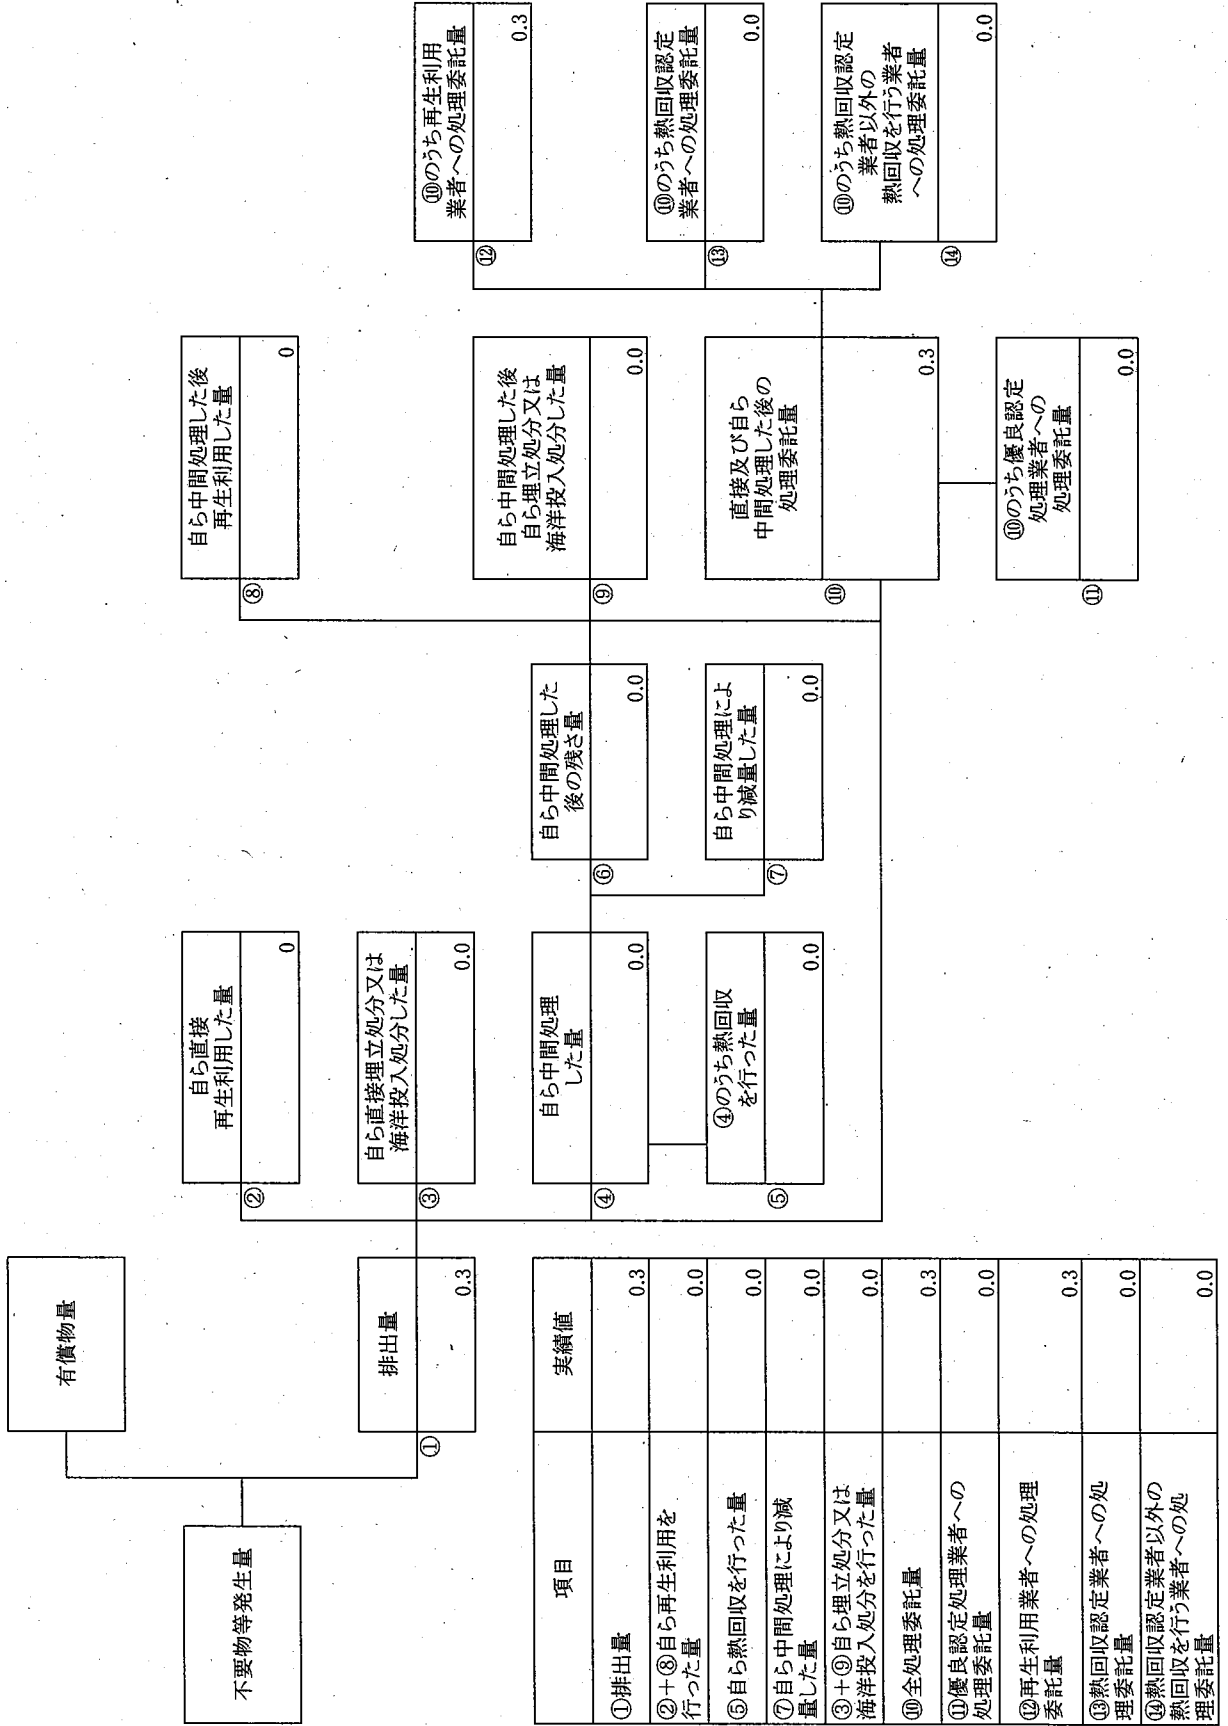 不要物等発生量
有償物量
①
排出量
0.3
②
自ら直接
再生利用した量
0
③
自ら直接埋立処分又は
海洋投入処分した量
0.0
④
自ら中間処理
した量
0.0
⑤
④のうち熱回収
を行った量
0.0
⑥
自ら中間処理した
後の残さ量
0.0
⑦
自ら中間処理によ
り減量した量
0.0
⑧
自ら中間処理した後
再生利用した量
0
⑨
自ら中間処理した後
自ら埋立処分又は
海洋投入処分した量
0.0
⑩
直接及び自ら
中間処理した後の
処理委託量
0.3
⑪
⑩のうち優良認定
処理業者への
処理委託量
0.0
⑫
⑩のうち再生利用
業者への処理委託量
0.3
⑬
⑩のうち熱回収認定
業者への処理委託量
0.0
⑭
⑩のうち熱回収認定
業者以外の
熱回収を行う業者
への処理委託量
0.0
項目 実績値
①排出量 0.3
②+⑧自ら再生利用を
行った量 0.0
⑤自ら熱回収を行った量 0.0
⑦自ら中間処理により減
量した量 0.0
③+⑨自ら埋立処分又は
海洋投入処分を行った量 0.0
⑩全処理委託量 0.3
⑪優良認定処理業者への
処理委託量 0.0
⑫再生利用業者への処理
委託量 0.3
⑬熱回収認定業者への処
理委託量 0.0
⑭熱回収認定業者以外の
熱回収を行う業者への処
理委託量 0.0